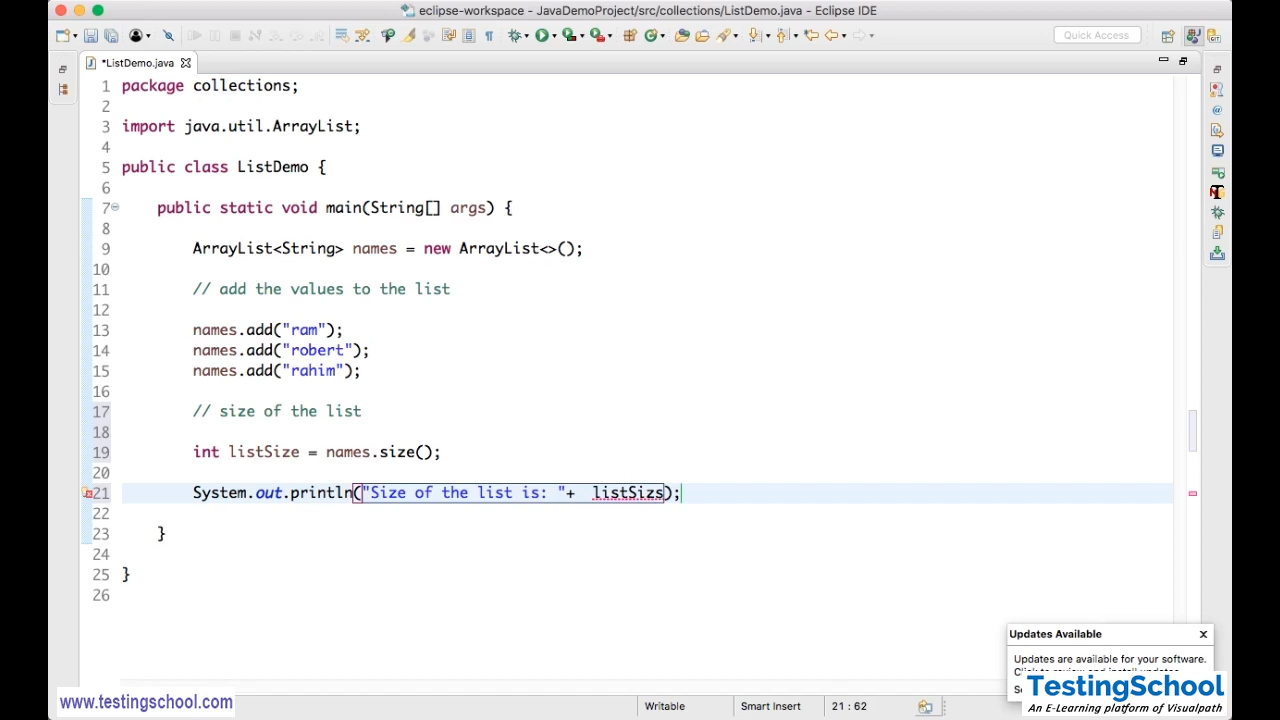 eclipse-workspace - JavaDemoProject/src/collections/ListDemo.java - Eclipse IDE
Quick Access
*ListDemo.java
1 package collections;
2
3 import java.util.ArrayList;
4
5 public class ListDemo {
6
7 public static void main(String[] args) {
8
9 ArrayList<String> names = new ArrayList<>();
10
11 // add the values to the list
12
13 names.add("ram");
14 names.add("robert");
15 names.add("rahim");
16
17 // size of the list
18
19 int listSize = names.size();
20
21 System.out.println("Size of the list is: "+  listSizs);
22
23 }
24
25 }
26
Updates Available
Updates are available for your software.
TestingSchool
An E-Learning platform of Visualpath
www.testingschool.com
Writable
Smart Insert
21 : 62